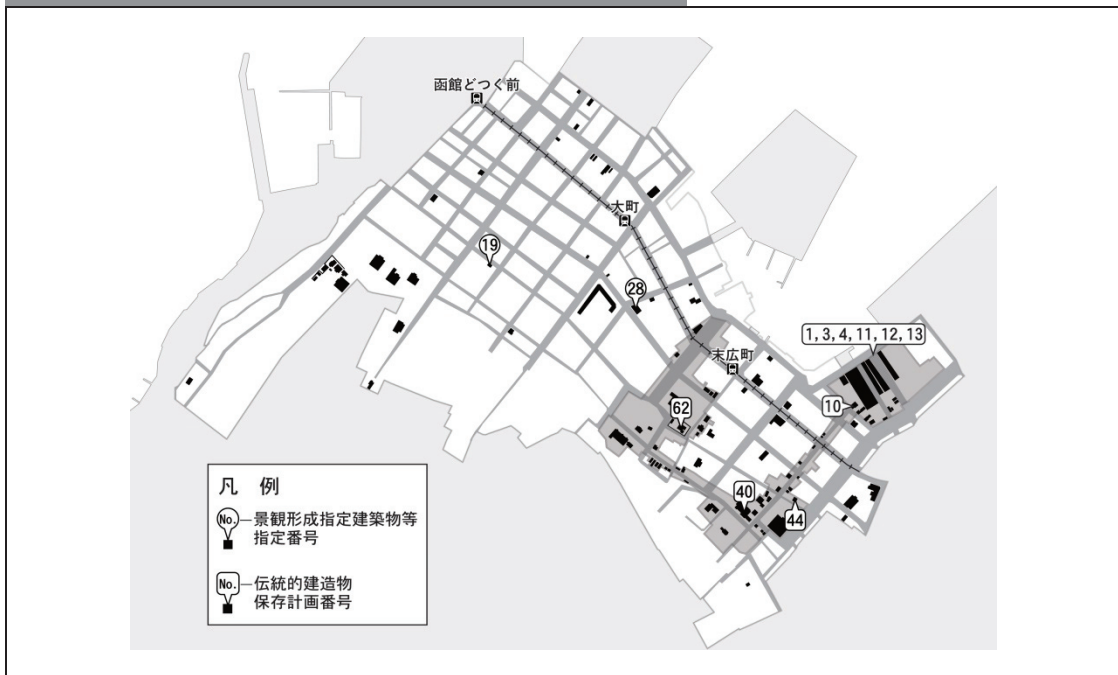 函館どつく前
大町
19
28
末広町
1, 3, 4, 11, 12, 13
10
62
40
44
凡 例
No. 景観形成指定建築物等
指定番号
No. 伝統的建造物
保存計画番号